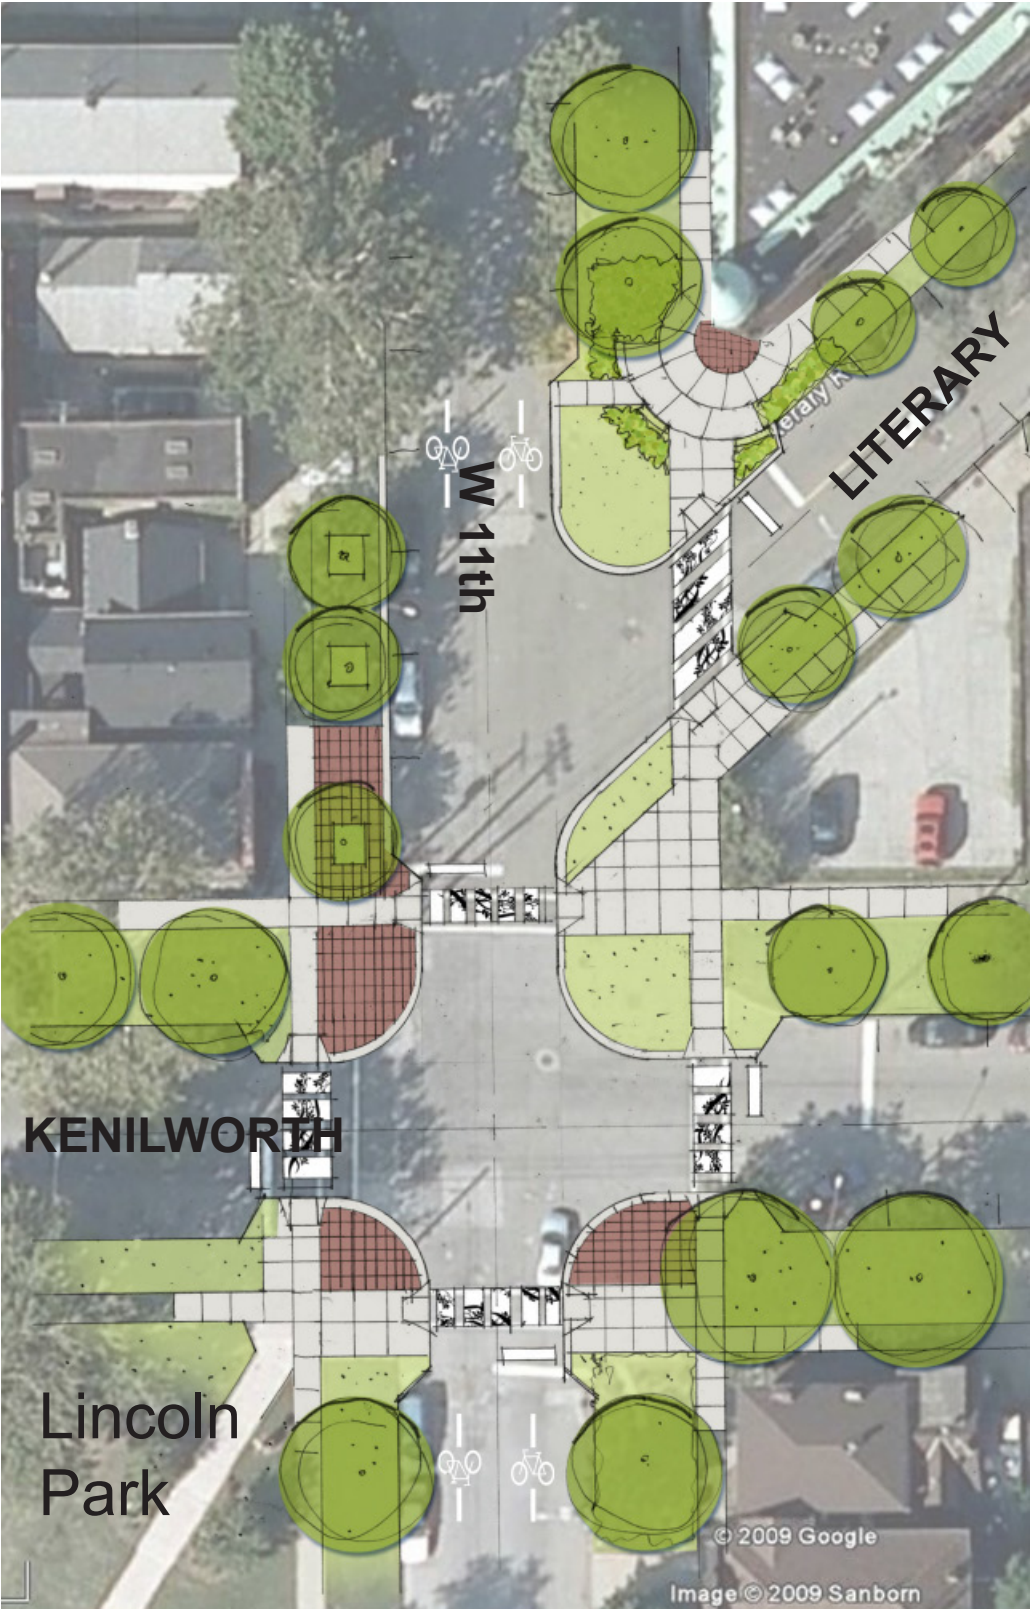 LITERARY
W 11th
KENILWORTH
Lincoln
Park
© 2009 Google
Image © 2009 Sanborn